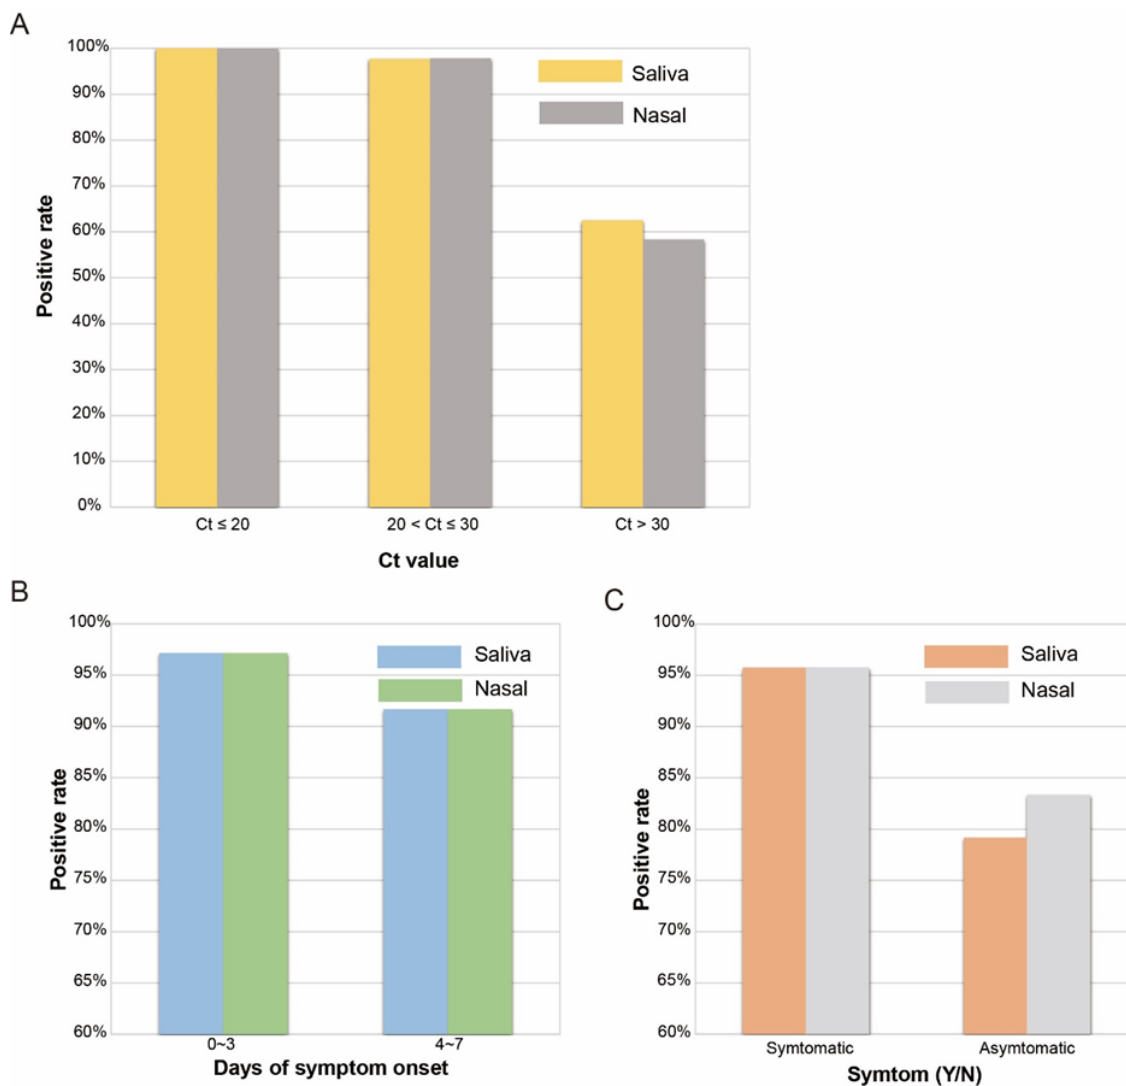 A
100%
90%
80%
70%
60%
50%
40%
30%
20%
10%
0%
Positive rate
Saliva
Nasal
Ct ≤ 20
20 < Ct ≤ 30
Ct > 30
Ct value
B
100%
95%
90%
85%
80%
75%
70%
65%
60%
Positive rate
Saliva
Nasal
0~3
4~7
Days of symptom onset
C
100%
95%
90%
85%
80%
75%
70%
65%
60%
Positive rate
Saliva
Nasal
Symtomatic
Asymtomatic
Symtom (Y/N)